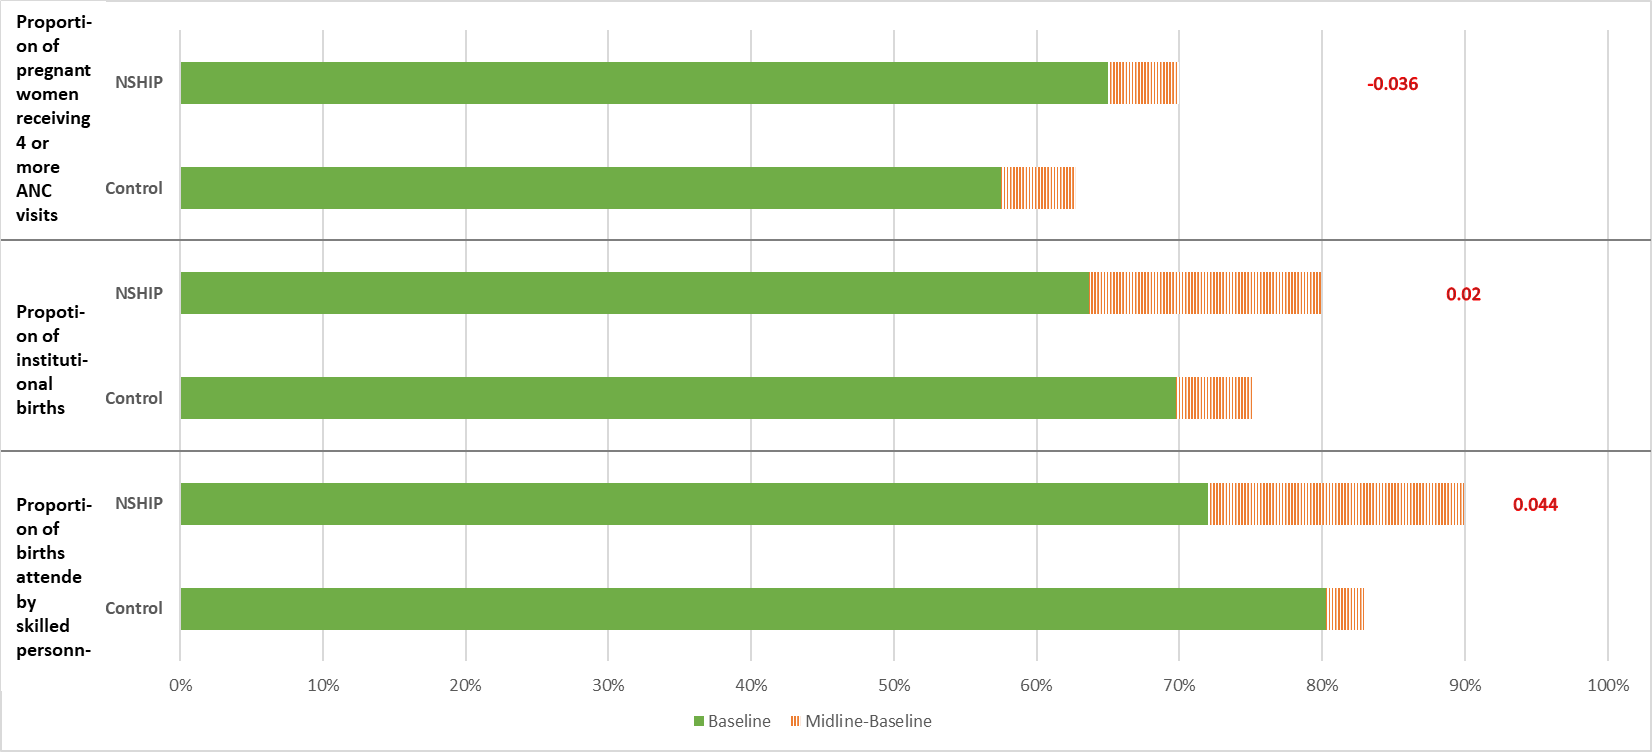 Proporti-
on of
pregnant
women
receiving
4 or
more
ANC
visits
NSHIP
-0.036
Control
Propoti-
on of
instituti-
onal
births
NSHIP
0.02
Control
Proporti-
on of
births
attende
by
skilled
personn-
NSHIP
0.044
Control
0% 10% 20% 30% 40% 50% 60% 70% 80% 90% 100%
Baseline Midline-Baseline